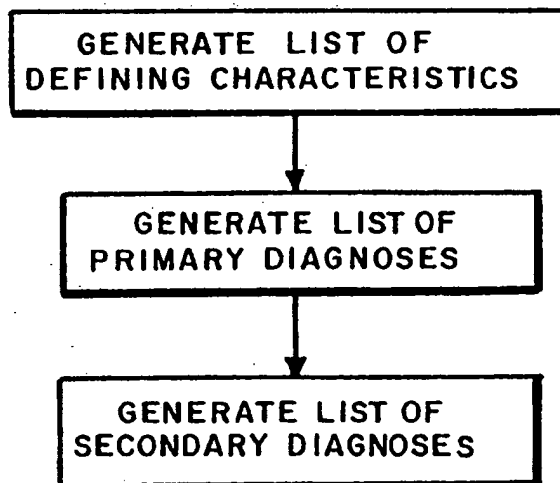 GENERATE LIST OF
DEFINING CHARACTERISTICS
GENERATE LIST OF
PRIMARY DIAGNOSES
GENERATE LIST OF
SECONDARY DIAGNOSES